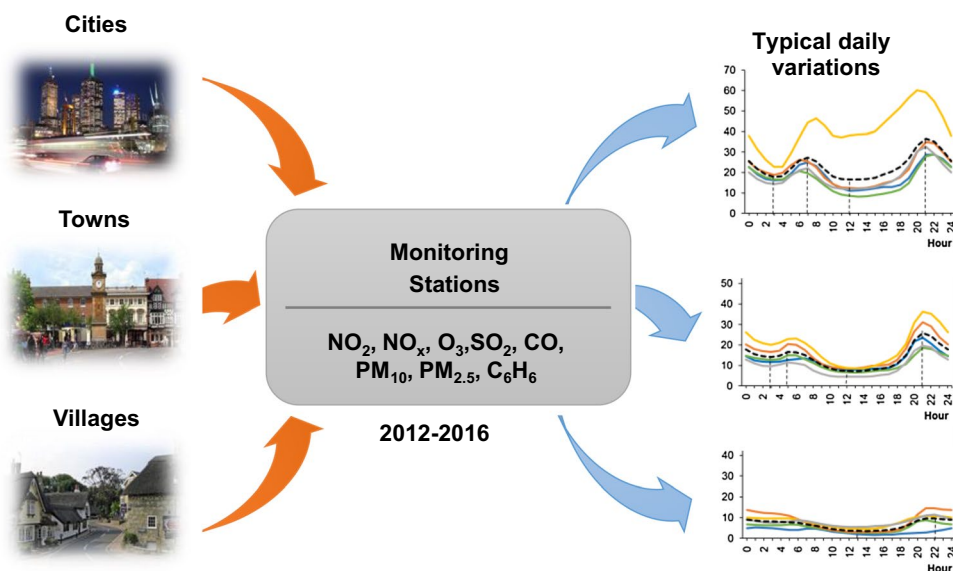 Cities
Towns
Villages
Monitoring
Stations
NO₂, NOₓ, O₃,SO₂, CO,
PM₁₀, PM₂.₅, C₆H₆
2012-2016
Typical daily
variations
70
60
50
40
30
20
10
0
0 2 4 6 8 10 12 14 16 18 20 22 24
Hour
50
40
30
20
10
0
0 2 4 6 8 10 12 14 16 18 20 22 24
Hour
40
30
20
10
0
0 2 4 6 8 10 12 14 16 18 20 22 24
Hour